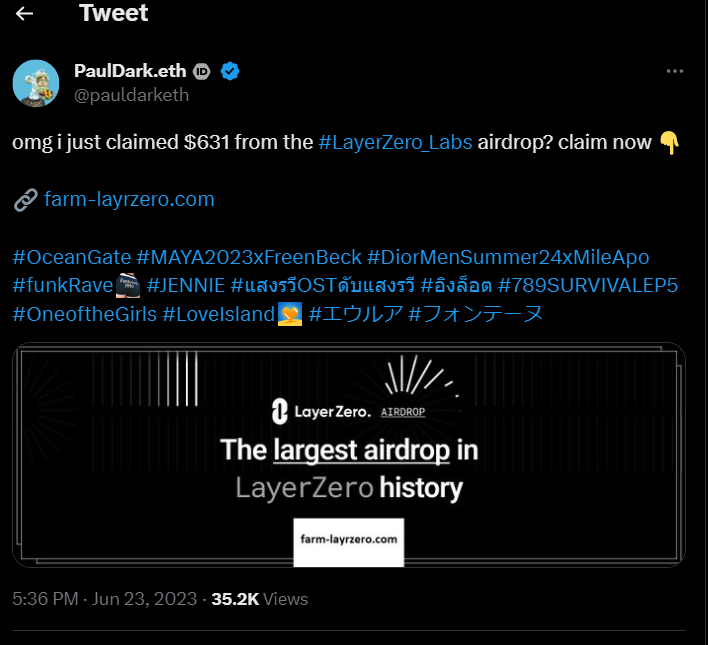 Tweet
PaulDark.eth
@pauldarketh
omg i just claimed $631 from the #LayerZero_Labs airdrop? claim now 👇
🔗 farm-layrzero.com
#OceanGate #MAYA2023xFreenBeck #DiorMenSummer24xMileApo
#funkRave #JENNIE #แสงรวีOSTดับแสงรวี #อิงล็อต #789SURVIVALEP5
#OneoftheGirls #LoveIsland #エウルア #フォンテーヌ
LayerZero. AIRDROP
The largest airdrop in
LayerZero history
farm-layrzero.com
5:36 PM · Jun 23, 2023 · 35.2K Views